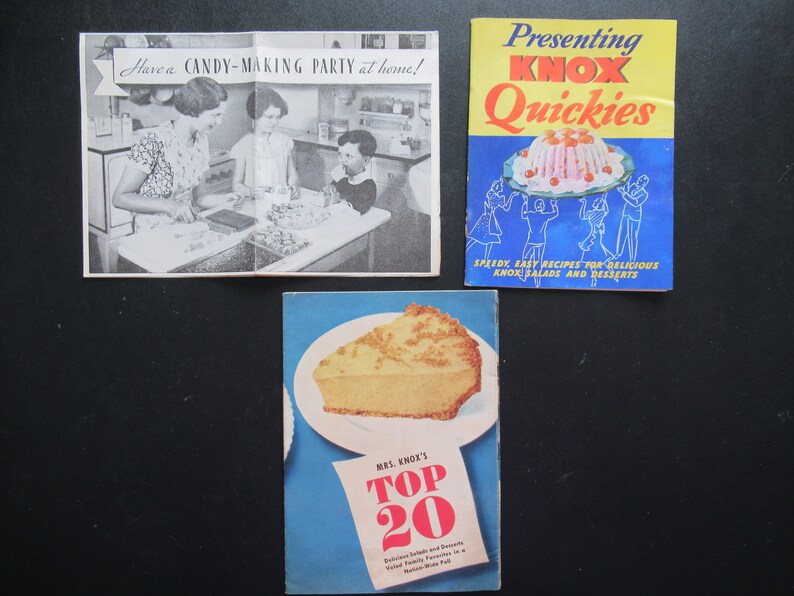 Have a CANDY-MAKING PARTY at home!
Presenting
KNOX
Quickies
SPEEDY, EASY RECIPES FOR DELICIOUS
KNOX SALADS AND DESSERTS
MRS. KNOX'S
TOP
20
Delicious Salads and Desserts
Voted Family Favorites in a
Nation-Wide Poll